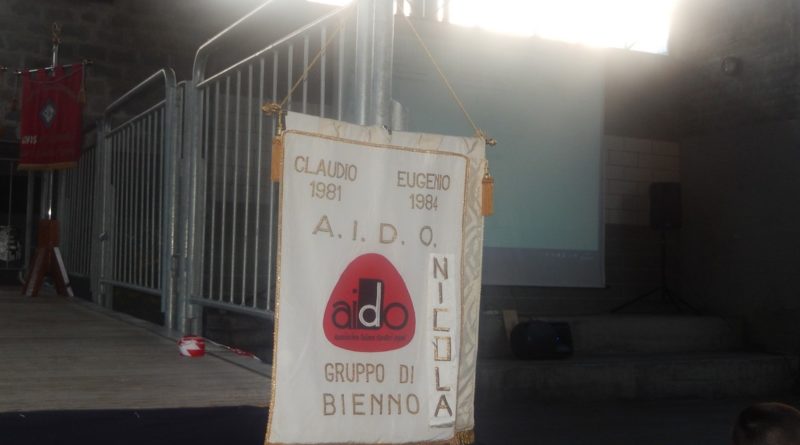 CLAUDIO EUGENIO
1981 1984
A. I. D. O.
aido
GRUPPO DI
BIENNO
NICOLA